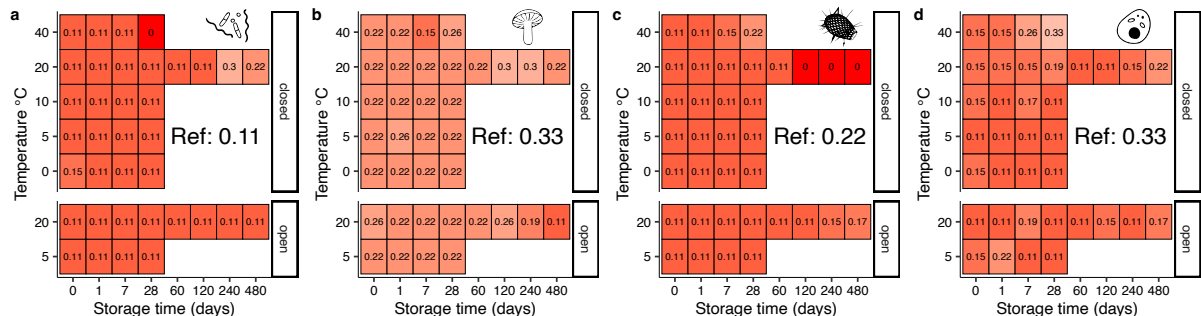 a b c d
40 0.11 0.11 0.11 0 0.22 0.22 0.15 0.26 40 0.11 0.11 0.15 0.22 40 0.15 0.15 0.26 0.33
20 0.11 0.11 0.11 0.11 0.11 0.11 0.3 0.22 0.22 0.22 0.22 0.22 0.22 0.3 0.3 0.22 20 0.11 0.11 0.11 0.11 0.11 0 0 0 20 0.15 0.15 0.15 0.19 0.11 0.11 0.15 0.22
10 0.11 0.11 0.11 0.11 0.22 0.22 0.22 0.22 10 0.11 0.11 0.11 0.11 10 0.15 0.11 0.17 0.11
5 0.11 0.11 0.11 0.11 0.22 0.26 0.22 0.22 5 0.11 0.11 0.11 0.11 5 0.11 0.11 0.11 0.11
0 0.15 0.11 0.11 0.11 0.22 0.22 0.22 0.22 0 0.11 0.11 0.11 0.11 0 0.15 0.11 0.11 0.11
Ref: 0.11 Ref: 0.33 Ref: 0.22 Ref: 0.33
Temperature °C Temperature °C Temperature °C Temperature °C
closed closed closed closed
20 0.11 0.11 0.11 0.11 0.11 0.11 0.11 0.11 20 0.26 0.22 0.22 0.22 0.22 0.26 0.19 0.11 20 0.11 0.11 0.11 0.11 0.11 0.11 0.15 0.17 20 0.11 0.11 0.19 0.11 0.11 0.15 0.11 0.17
5 0.11 0.11 0.11 0.11 5 0.22 0.22 0.22 0.22 5 0.11 0.11 0.11 0.11 5 0.15 0.22 0.11 0.11
open open open open
0 1 7 28 60 120 240 480 0 1 7 28 60 120 240 480 0 1 7 28 60 120 240 480 0 1 7 28 60 120 240 480
Storage time (days) Storage time (days) Storage time (days) Storage time (days)